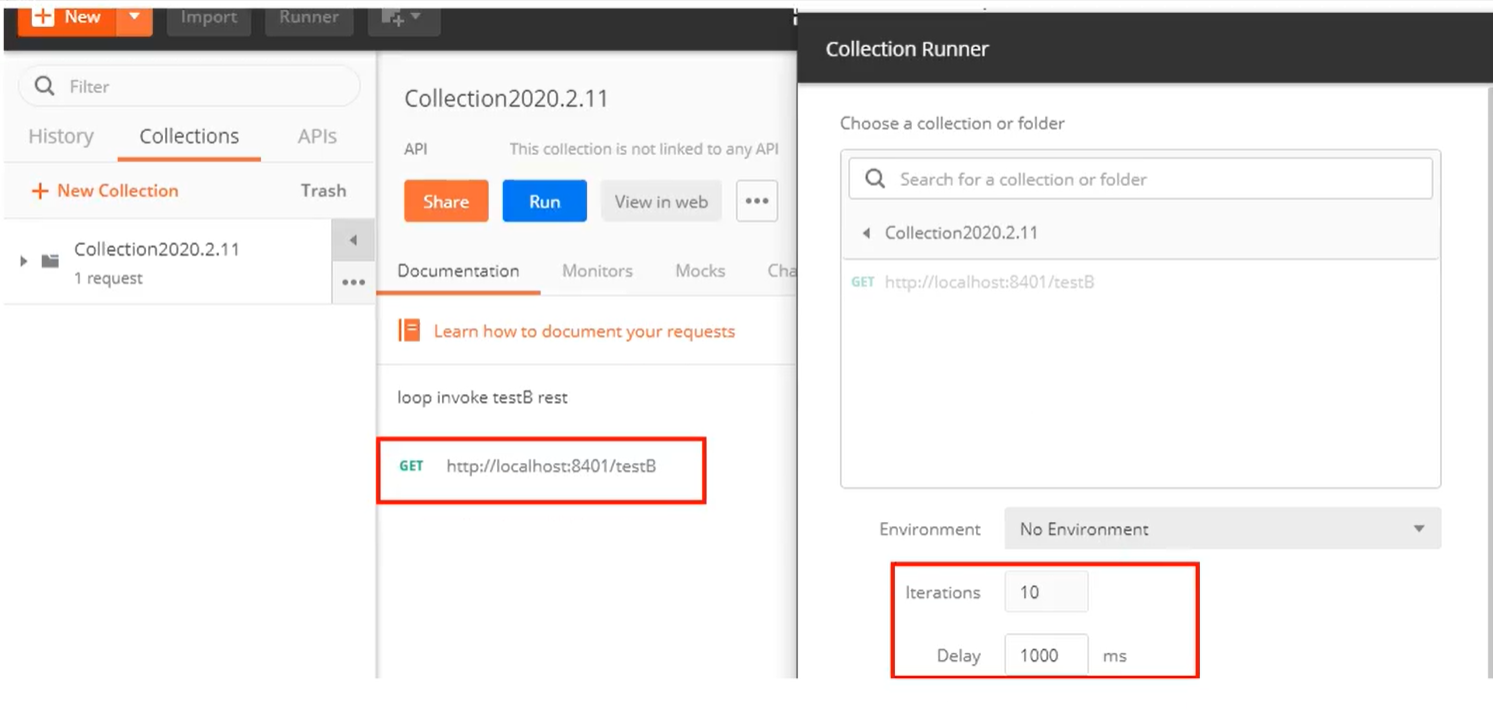 New
Import
Runner
Filter
History
Collections
APIs
New Collection
Trash
Collection2020.2.11
1 request
Collection2020.2.11
API
This collection is not linked to any API
Share
Run
View in web
Documentation
Monitors
Mocks
Cha
Learn how to document your requests
loop invoke testB rest
GET http://localhost:8401/testB
Collection Runner
Choose a collection or folder
Search for a collection or folder
Collection2020.2.11
GET http://localhost:8401/testB
Environment
No Environment
Iterations
10
Delay
1000 ms